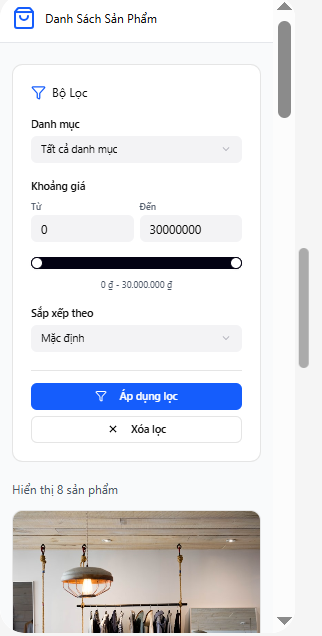 Danh Sách Sản Phẩm
Bộ Lọc
Danh mục
Tất cả danh mục
Khoảng giá
Từ
Đến
0
30000000
0 ₫ - 30.000.000 ₫
Sắp xếp theo
Mặc định
Áp dụng lọc
Xóa lọc
Hiển thị 8 sản phẩm